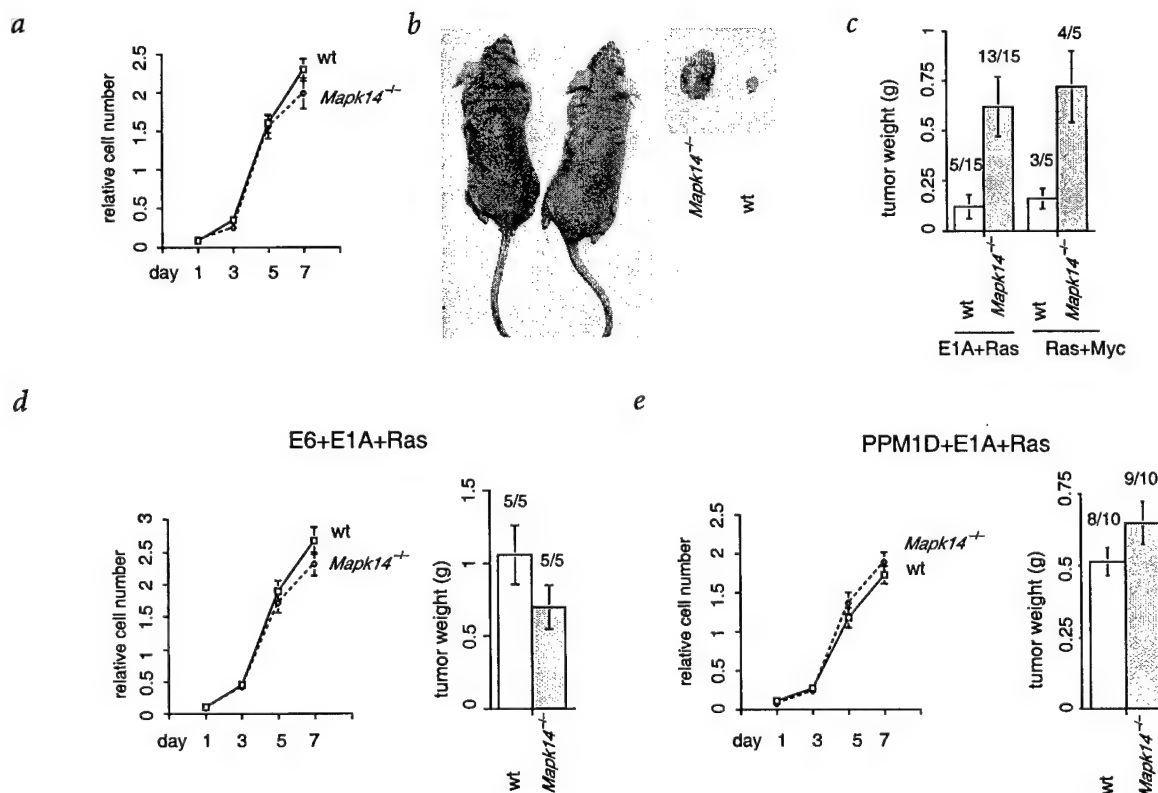 a
relative cell number
2.5
2
1.5
1
0.5
0
day 1 3 5 7
wt
Mapk14⁻/⁻
b
Mapk14⁻/⁻
wt
c
tumor weight (g)
1
0.75
0.5
0.25
0
5/15
13/15
3/5
4/5
wt
Mapk14⁻/⁻
wt
Mapk14⁻/⁻
E1A+Ras
Ras+Myc
d
E6+E1A+Ras
relative cell number
3
2.5
2
1.5
1
0.5
0
day 1 3 5 7
wt
Mapk14⁻/⁻
tumor weight (g)
1.5
1
0.5
0
5/5
5/5
wt
Mapk14⁻/⁻
e
PPM1D+E1A+Ras
relative cell number
2.5
2
1.5
1
0.5
0
day 1 3 5 7
Mapk14⁻/⁻
wt
tumor weight (g)
0.75
0.5
0.25
0
8/10
9/10
wt
Mapk14⁻/⁻